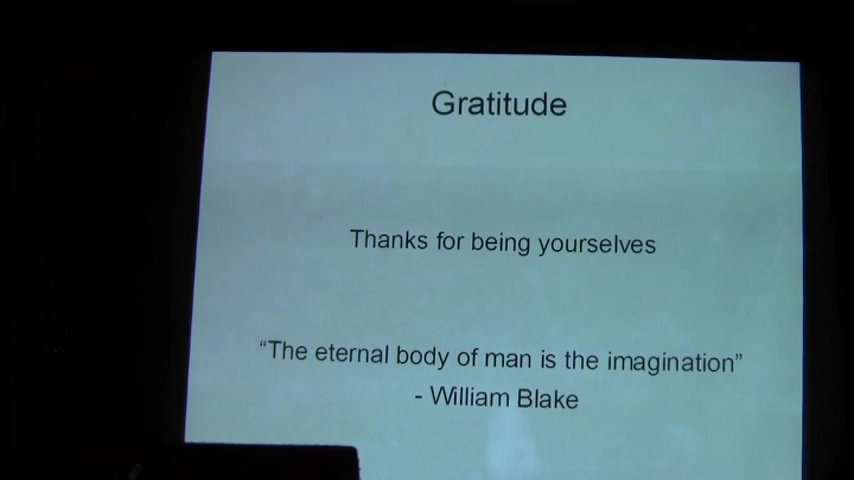 Gratitude
Thanks for being yourselves
“The eternal body of man is the imagination”
- William Blake